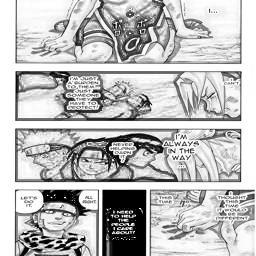 I...
I'M JUST
A BURDEN
TO THEM...
JUST
SOMEONE
THEY
HAVE TO
PROTECT!
I
CAN'T
I'M
ALWAYS
IN THE
WAY...
NEVER
HELPING
LET'S
DO
IT.
ALL
RIGHT.
I NEED
TO HELP
THE
PEOPLE
I CARE
ABOUT!
THIS
TIME
I
THOUGHT
THIS TIME
IT WOULD
BE
DIFFERENT